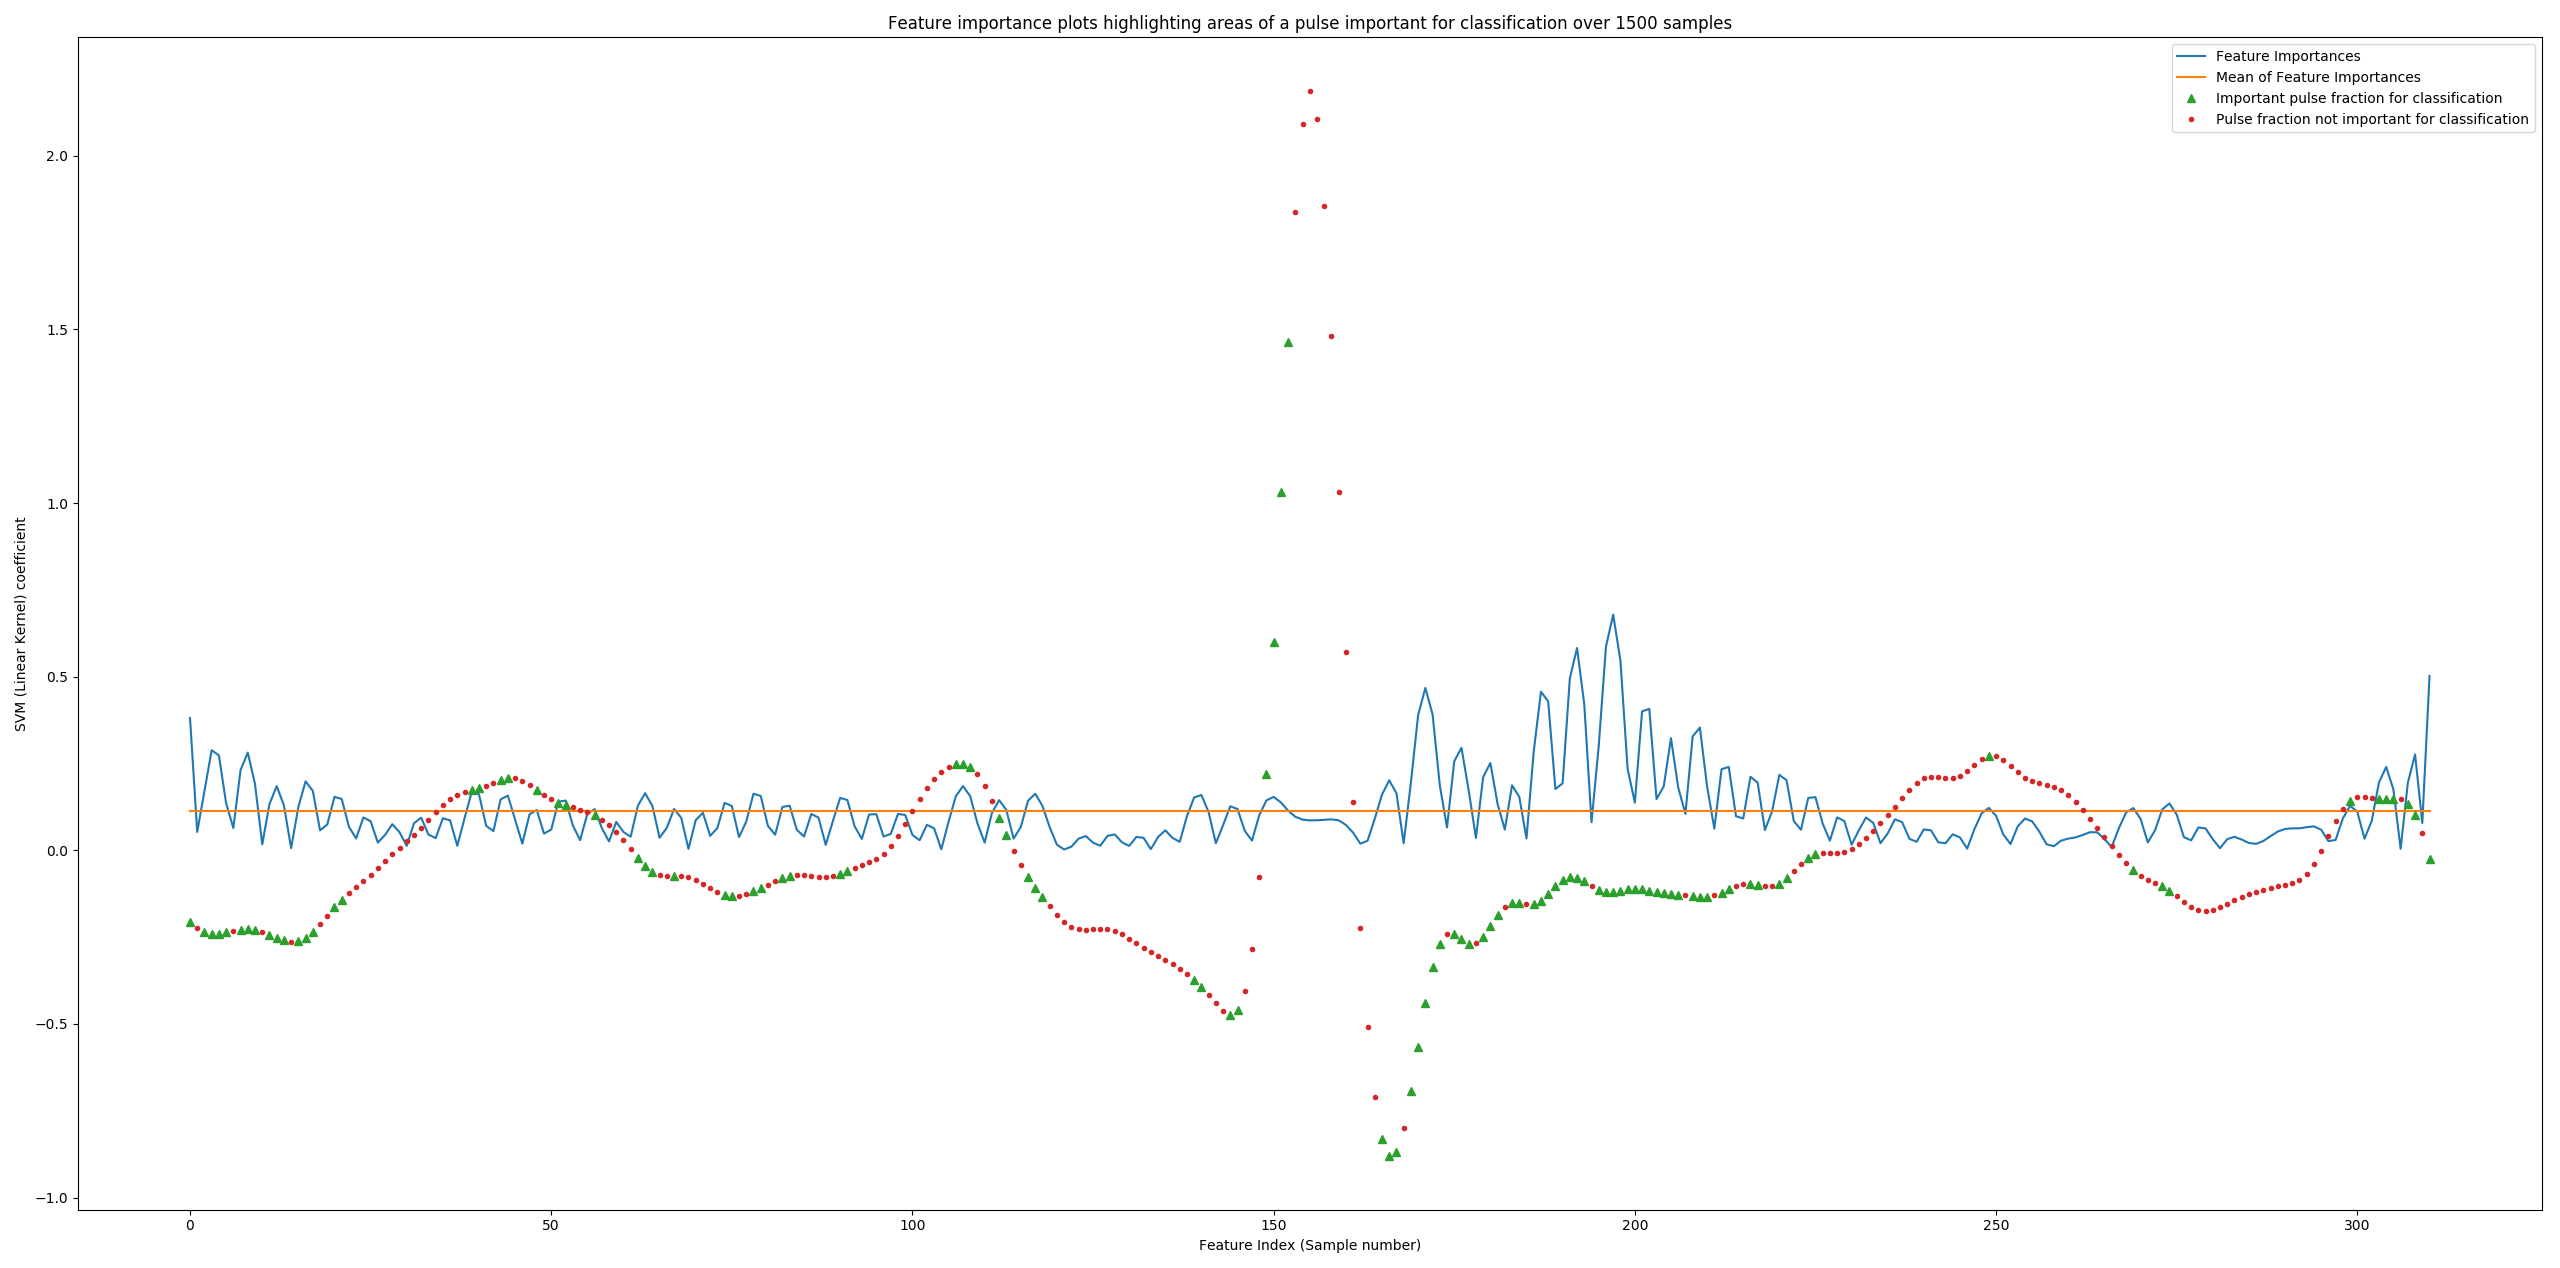 Feature importance plots highlighting areas of a pulse important for classification over 1500 samples
Feature Importances
Mean of Feature Importances
Important pulse fraction for classification
Pulse fraction not important for classification
SVM (Linear Kernel) coefficient
2.0
1.5
1.0
0.5
0.0
−0.5
−1.0
0 50 100 150 200 250 300
Feature Index (Sample number)